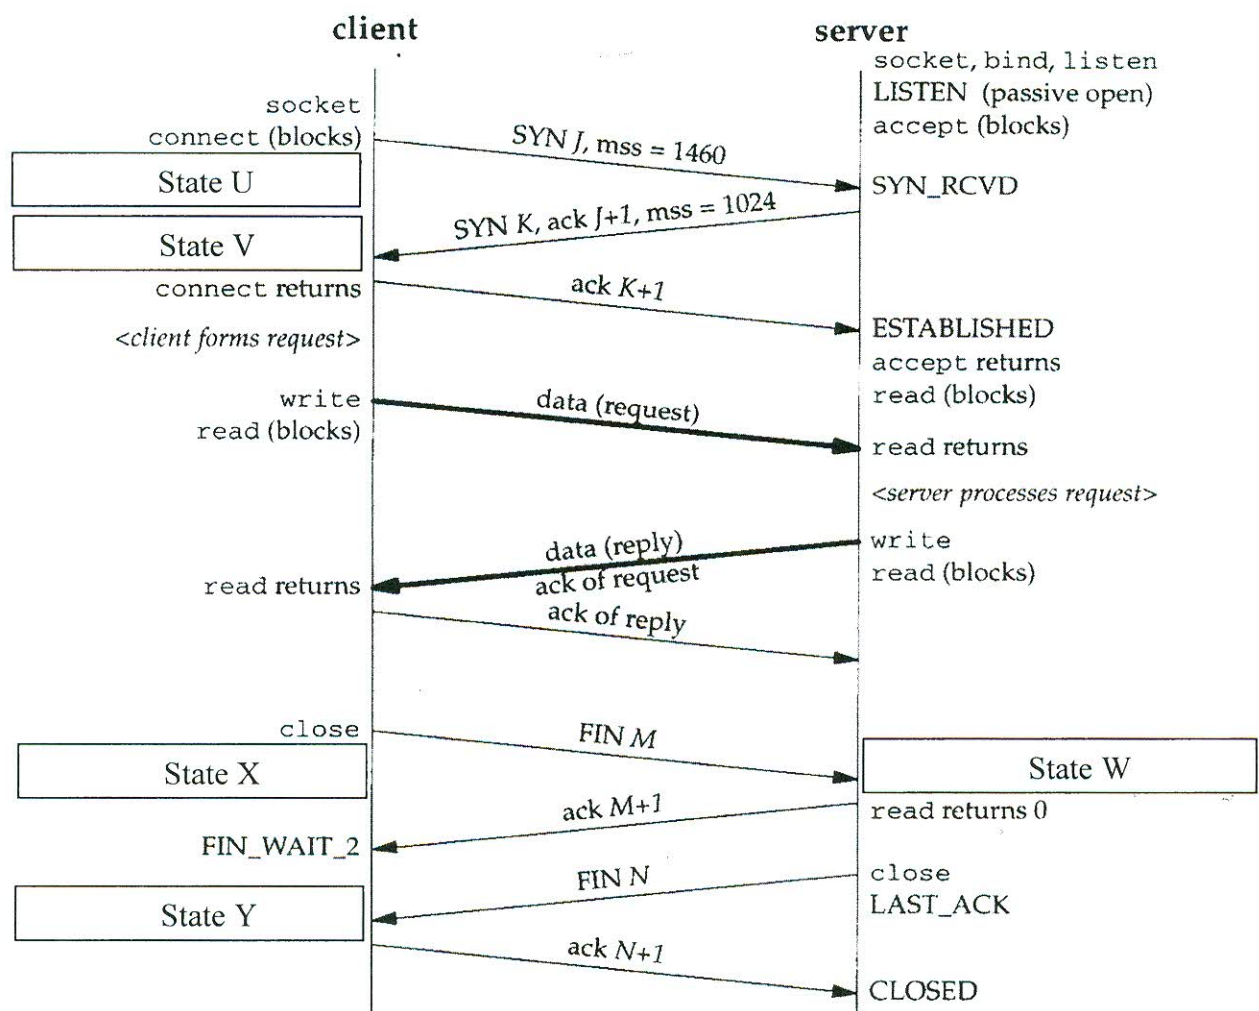 client
server
socket, bind, listen
LISTEN (passive open)
accept (blocks)
socket
connect (blocks)
SYN J, mss = 1460
State U
SYN_RCVD
SYN K, ack J+1, mss = 1024
State V
connect returns
ack K+1
<client forms request>
ESTABLISHED
accept returns
read (blocks)
write
read (blocks)
data (request)
read returns
<server processes request>
write
read (blocks)
data (reply)
ack of request
read returns
ack of reply
close
FIN M
State X
State W
ack M+1
read returns 0
FIN_WAIT_2
close
LAST_ACK
FIN N
State Y
ack N+1
CLOSED